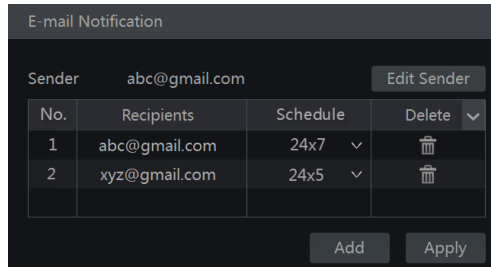 E-mail Notification
Sender abc@gmail.com Edit Sender
No. Recipients Schedule Delete
1 abc@gmail.com 24x7
2 xyz@gmail.com 24x5
Add Apply